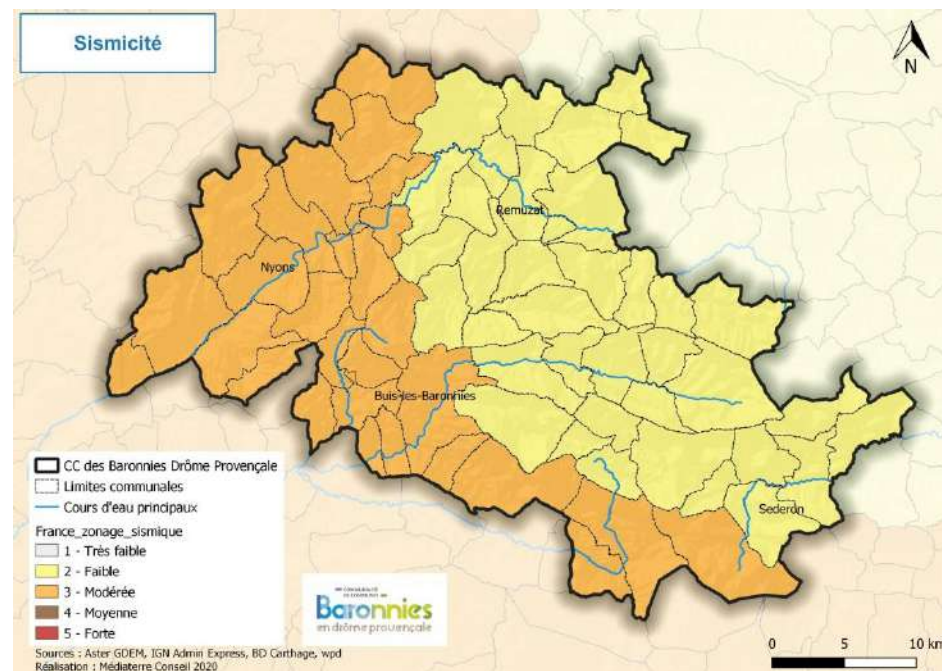 Sismicité
N
Remuzat
Nyons
Buis-les-Baronnies
Sederon
CC des Baronnies Drôme Provençale
Limites communales
Cours d'eau principaux
France_zonage_sismique
1 - Très faible
2 - Faible
3 - Modérée
4 - Moyenne
5 - Forte
Baronnies
en drôme provençale
0 5 10 km
Sources : Aster GDEM, IGN Admin Express, BD Carthage, wpd
Réalisation : Médiaterre Conseil 2020